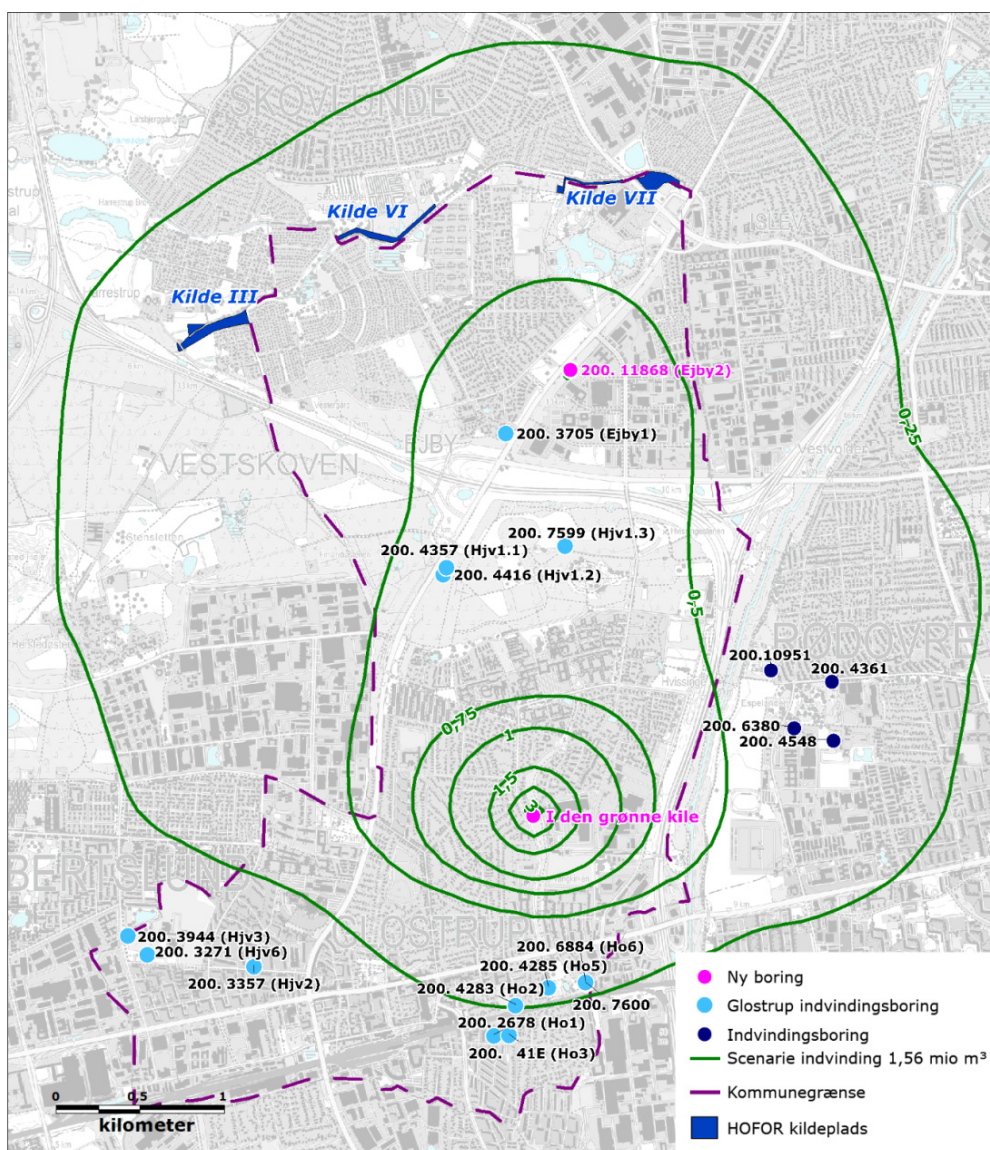 SKOVLUNDE
Kilde VI
Kilde VII
Kilde III
Harrestrup
200. 11868 (Ejby2)
0,25
200. 3705 (Ejby1)
EJBY
VESTSKOVEN
Vestvolden
200. 7599 (Hjv1.3)
200. 4357 (Hjv1.1)
200. 4416 (Hjv1.2)
0,5
RØDOVRE
Hvissinge
200.10951
200. 4361
Espel
200. 6380
200. 4548
0,75
1
1,5
3
I den grønne kile
200. 3944 (Hjv3)
200. 3271 (Hjv6)
200. 3357 (Hjv2)
200. 6884 (Ho6)
200. 4285 (Ho5)
200. 4283 (Ho2)
200. 7600
200. 2678 (Ho1)
200. 41E (Ho3)
0 0,5 1
kilometer
Ny boring
Glostrup indvindingsboring
Indvindingsboring
Scenarie indvinding 1,56 mio m³
Kommunegrænse
HOFOR kildeplads